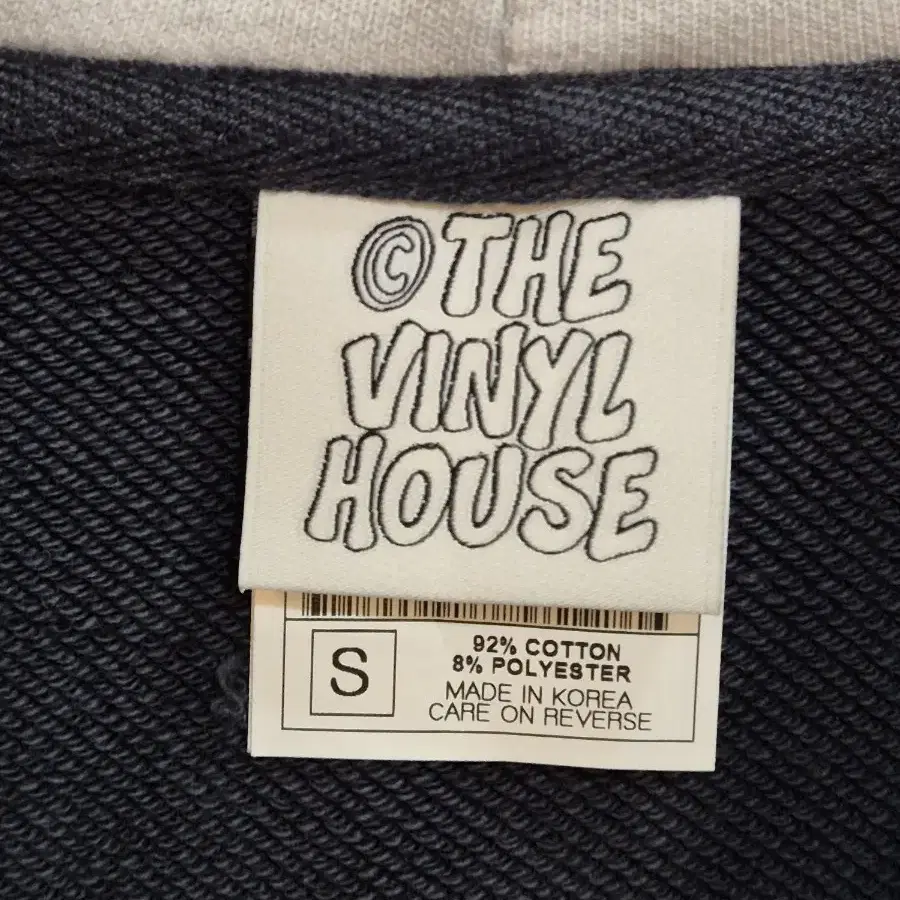 © THE
VINYL
HOUSE
S
92% COTTON
8% POLYESTER
MADE IN KOREA
CARE ON REVERSE